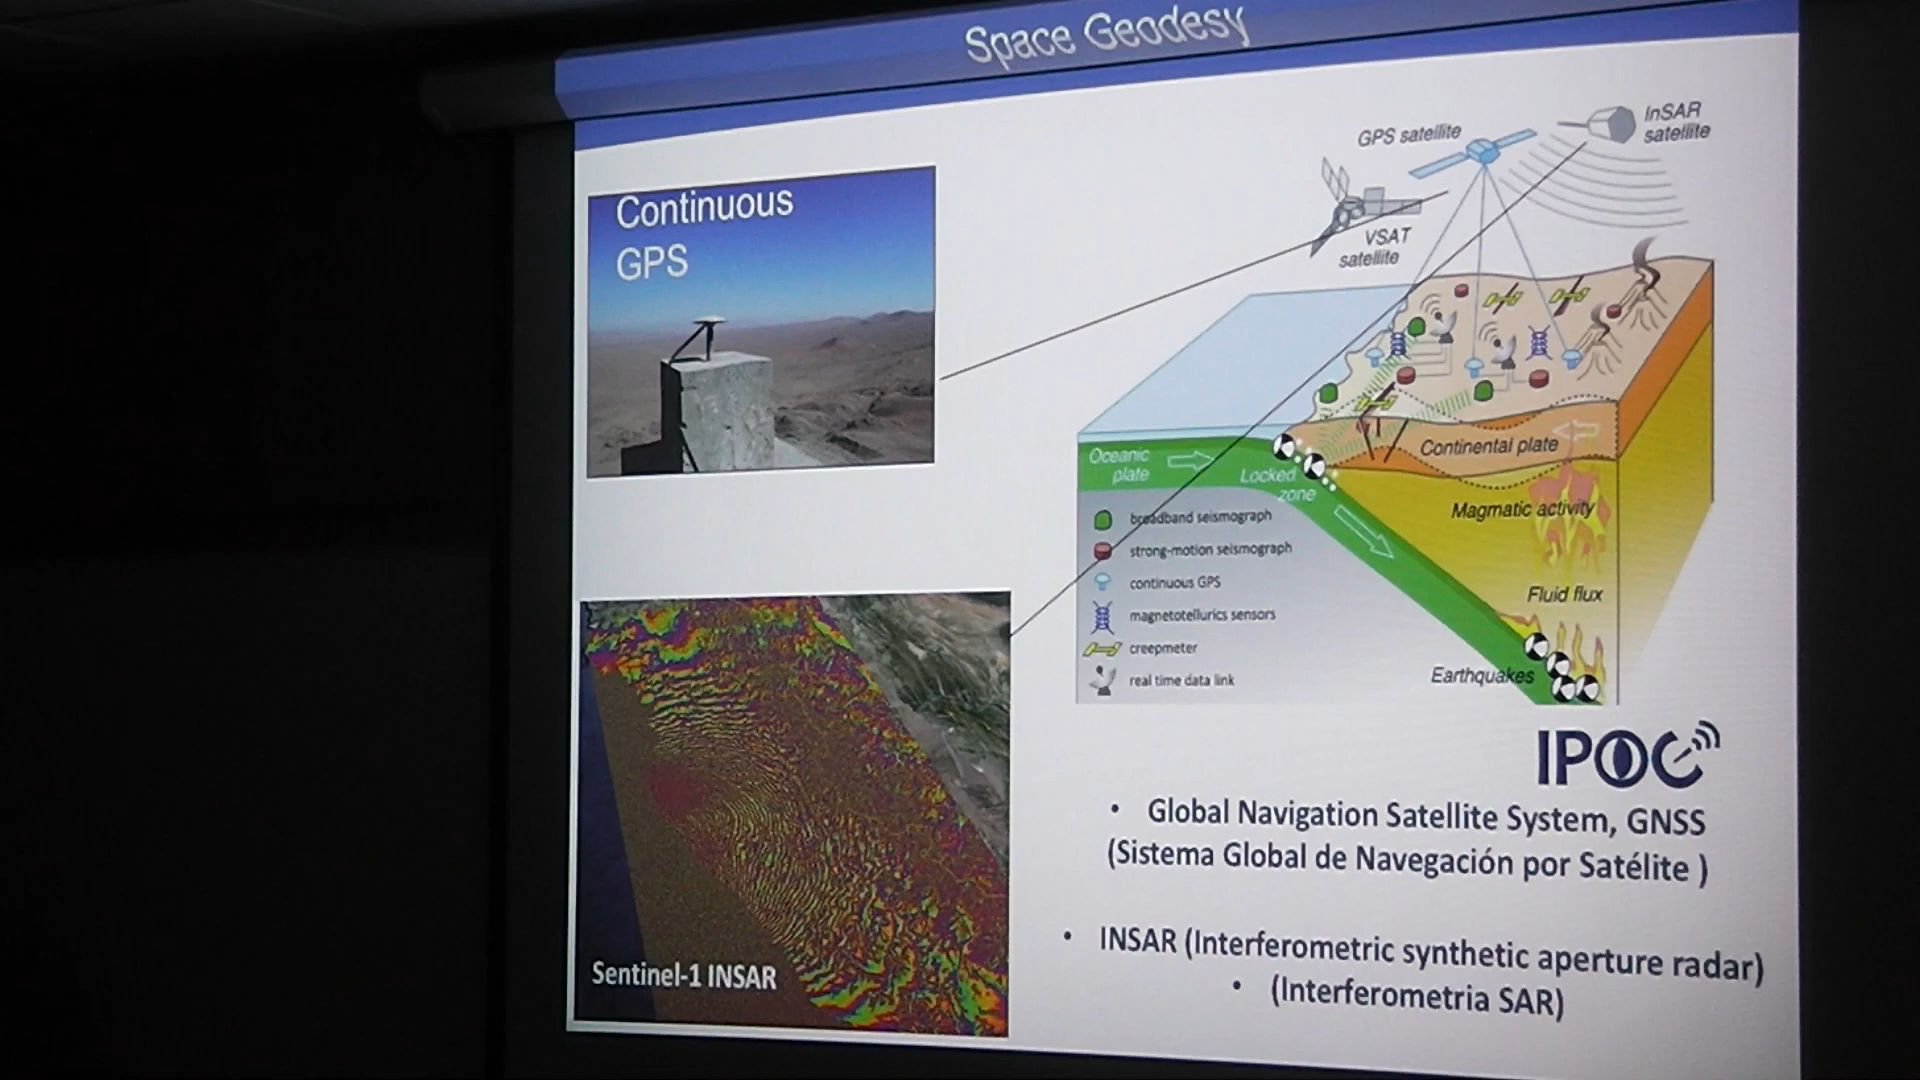 Space Geodesy
Continuous
GPS
GPS satellite
InSAR
satellite
VSAT
satellite
Oceanic
plate
Locked
zone
Continental plate
Magmatic activity
Fluid flux
Earthquakes
broadband seismograph
strong-motion seismograph
continuous GPS
magnetotellurics sensors
creepmeter
real time data link
IPOC
Sentinel-1 INSAR
• Global Navigation Satellite System, GNSS
(Sistema Global de Navegación por Satélite )
• INSAR (Interferometric synthetic aperture radar)
• (Interferometria SAR)